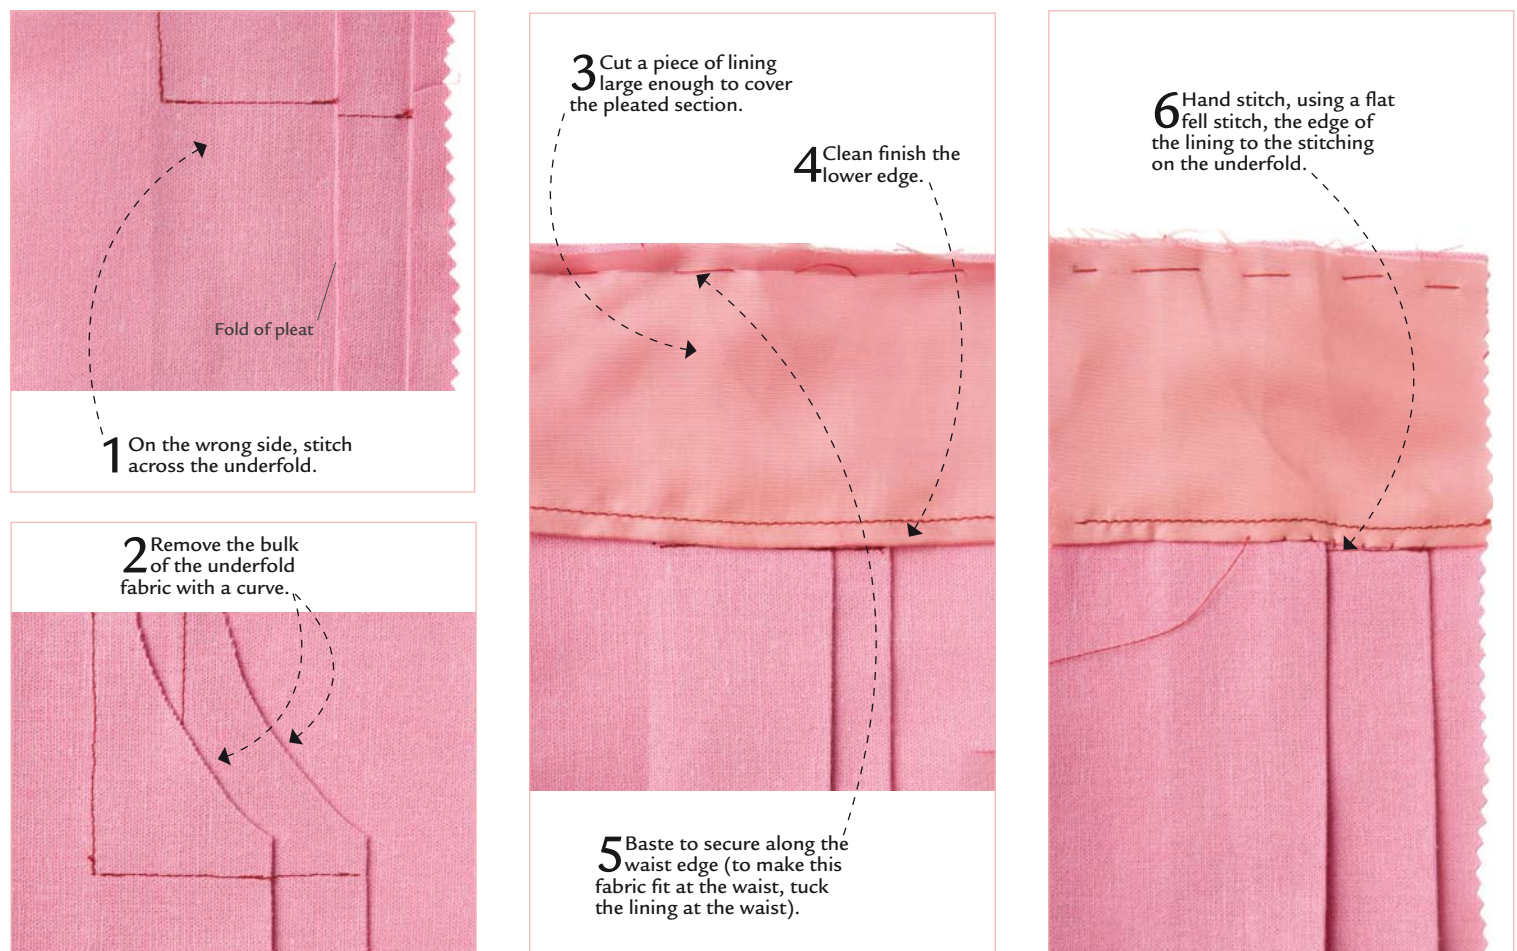 Fold of pleat
1 On the wrong side, stitch
across the underfold.
2 Remove the bulk
of the underfold
fabric with a curve.
3 Cut a piece of lining
large enough to cover
the pleated section.
4 Clean finish the
lower edge.
5 Baste to secure along the
waist edge (to make this
fabric fit at the waist, tuck
the lining at the waist).
6 Hand stitch, using a flat
fell stitch, the edge of
the lining to the stitching
on the underfold.